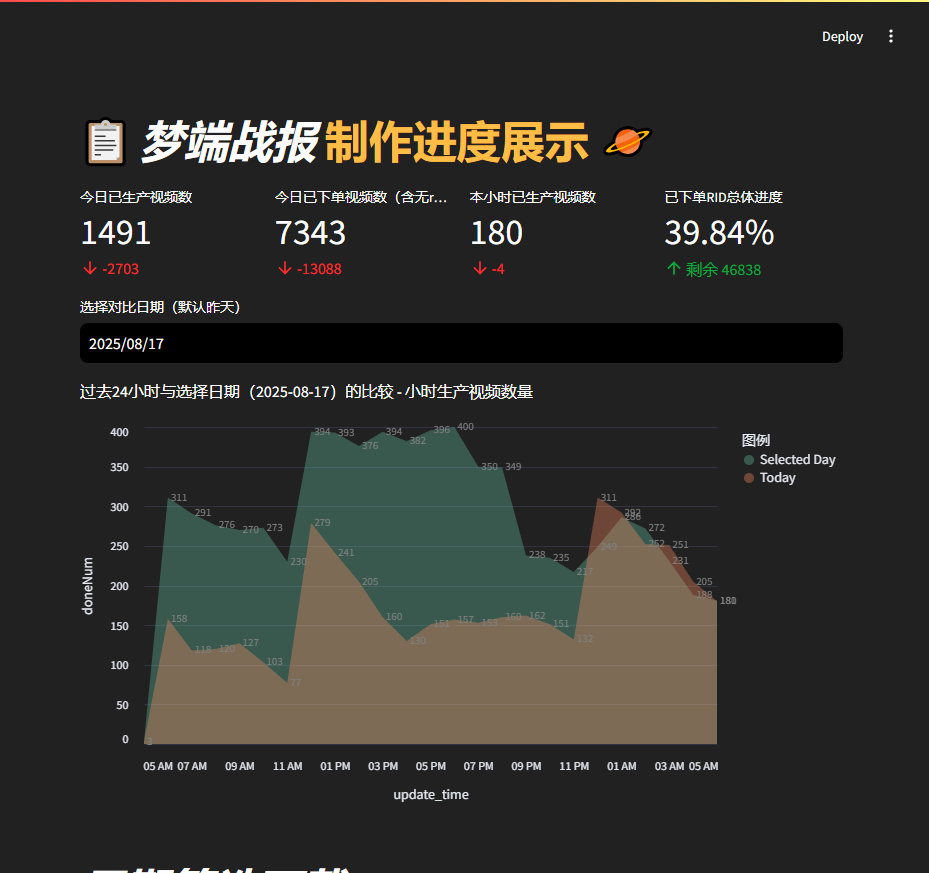 Deploy
梦端战报 制作进度展示
今日已生产视频数
1491
-2703
今日已下单视频数（含无r...
7343
-13088
本小时已生产视频数
180
-4
已下单RID总体进度
39.84%
剩余 46838
选择对比日期（默认昨天）
2025/08/17
过去24小时与选择日期（2025-08-17）的比较 - 小时生产视频数量
图例
Selected Day
Today
doneNum
400
350
300
250
200
150
100
50
0
311 291 276 270 273 230 394 393 376 394 382 396 400 350 349 238 235 217 249 286 272 231 188
158 118 127 103 77 279 241 205 160 130 151 157 153 160 162 151 132 311 292 252 251 205
05 AM 07 AM 09 AM 11 AM 01 PM 03 PM 05 PM 07 PM 09 PM 11 PM 01 AM 03 AM 05 AM
update_time